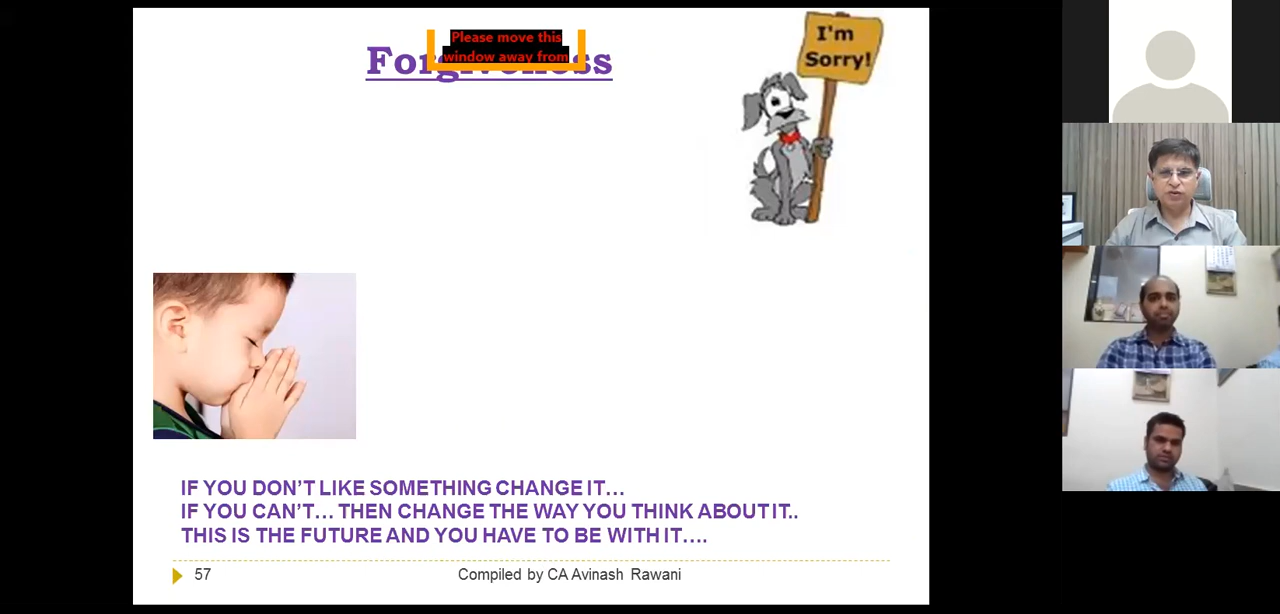 Please move this
window away from
Forgiveness
I'm
Sorry!
IF YOU DON'T LIKE SOMETHING CHANGE IT…
IF YOU CAN'T… THEN CHANGE THE WAY YOU THINK ABOUT IT..
THIS IS THE FUTURE AND YOU HAVE TO BE WITH IT….
57
Compiled by CA Avinash Rawani